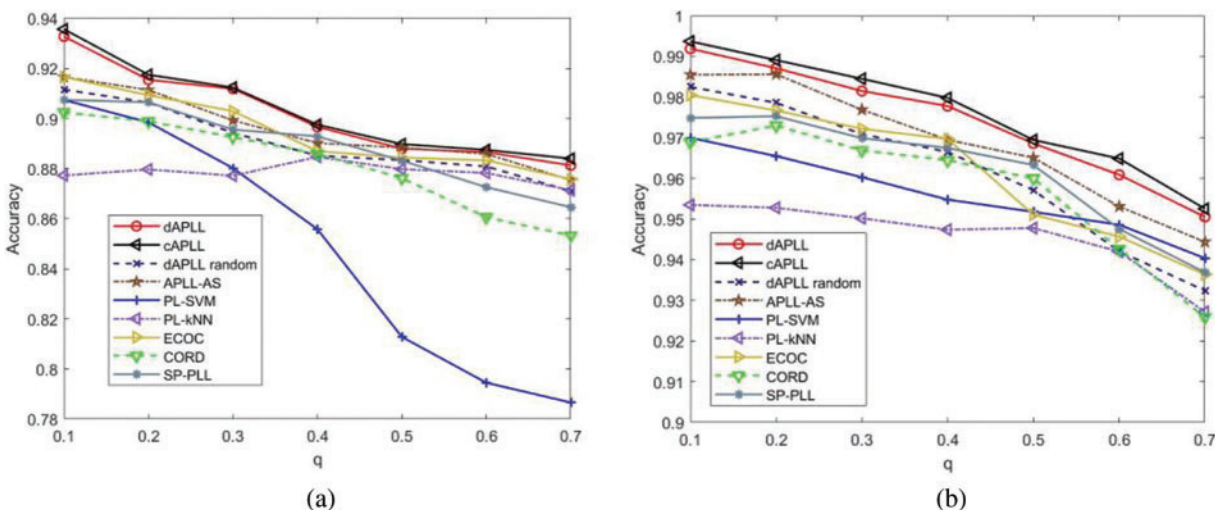 0.94
0.92
0.9
0.88
0.86
0.84
0.82
0.8
0.78
Accuracy
dAPLL
cAPLL
dAPLL random
APLL-AS
PL-SVM
PL-kNN
ECOC
CORD
SP-PLL
0.1 0.2 0.3 0.4 0.5 0.6 0.7
q
(a)
1
0.99
0.98
0.97
0.96
0.95
0.94
0.93
0.92
0.91
0.9
Accuracy
dAPLL
cAPLL
dAPLL random
APLL-AS
PL-SVM
PL-kNN
ECOC
CORD
SP-PLL
0.1 0.2 0.3 0.4 0.5 0.6 0.7
q
(b)